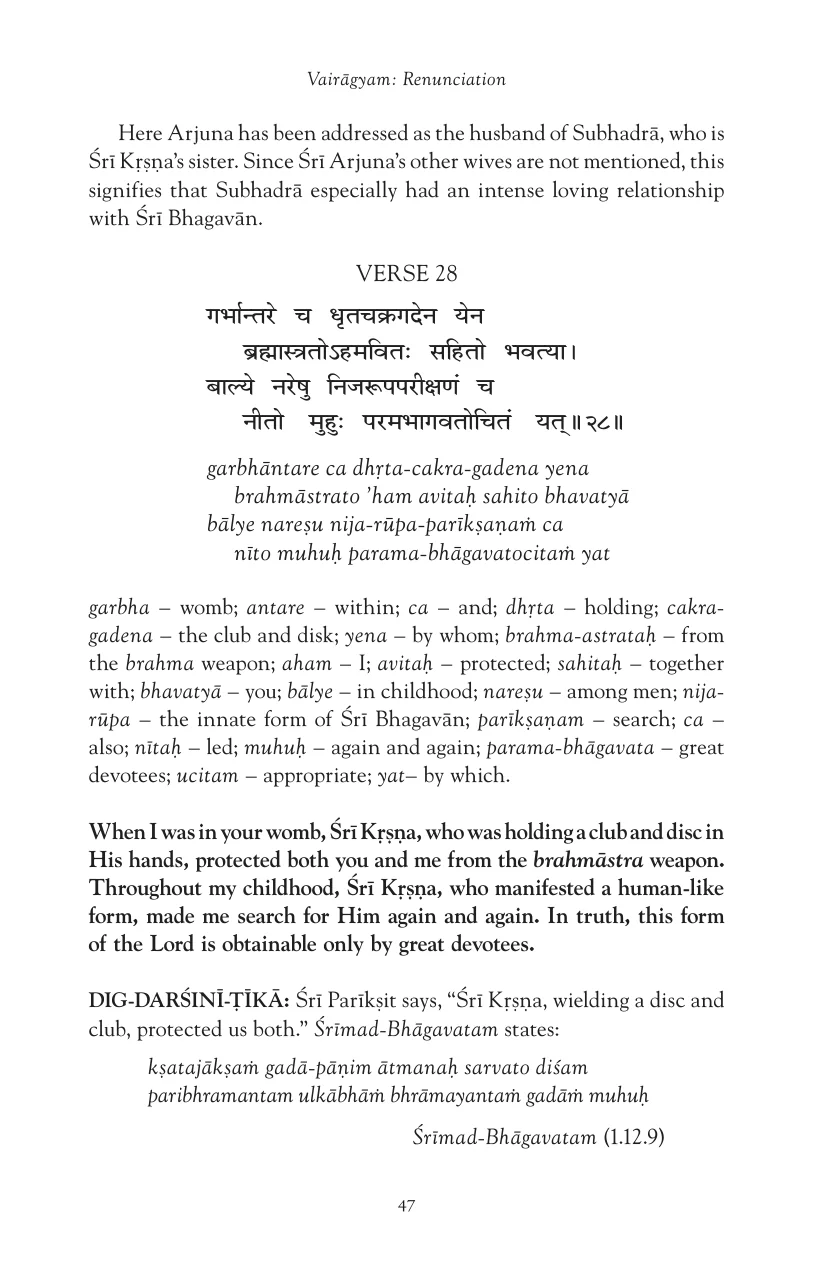 Vairāgyam: Renunciation
Here Arjuna has been addressed as the husband of Subhadrā, who is
Śrī Kṛṣṇa’s sister. Since Śrī Arjuna’s other wives are not mentioned, this
signifies that Subhadrā especially had an intense loving relationship
with Śrī Bhagavān.
VERSE 28
गर्भान्तरे च धृतचक्रगदेन येन
ब्रह्मास्त्रतोऽहमवितः सहितो भवत्या।
बाल्ये नरेषु निजरूपपरीक्षणं च
नीतो मुहुः परमभागवतोचितं यत्॥२८॥
garbhāntare ca dhṛta-cakra-gadena yena
brahmāstrato ’ham avitaḥ sahito bhavatyā
bālye nareṣu nija-rūpa-parīkṣaṇaṁ ca
nīto muhuḥ parama-bhāgavatocitaṁ yat
garbha – womb; antare – within; ca – and; dhṛta – holding; cakra-
gadena – the club and disk; yena – by whom; brahma-astrataḥ – from
the brahma weapon; aham – I; avitaḥ – protected; sahitaḥ – together
with; bhavatyā – you; bālye – in childhood; nareṣu – among men; nija-
rūpa – the innate form of Śrī Bhagavān; parīkṣaṇam – search; ca –
also; nītaḥ – led; muhuḥ – again and again; parama-bhāgavata – great
devotees; ucitam – appropriate; yat– by which.
When I was in your womb, Śrī Kṛṣṇa, who was holding a club and disc in
His hands, protected both you and me from the brahmāstra weapon.
Throughout my childhood, Śrī Kṛṣṇa, who manifested a human-like
form, made me search for Him again and again. In truth, this form
of the Lord is obtainable only by great devotees.
DIG-DARŚINĪ-ṬĪKĀ: Śrī Parīkṣit says, “Śrī Kṛṣṇa, wielding a disc and
club, protected us both.” Śrīmad-Bhāgavatam states:
kṣatajākṣaṁ gadā-pāṇim ātmanaḥ sarvato diśam
paribhramantam ulkābhāṁ bhrāmayantaṁ gadāṁ muhuḥ
Śrīmad-Bhāgavatam (1.12.9)
47